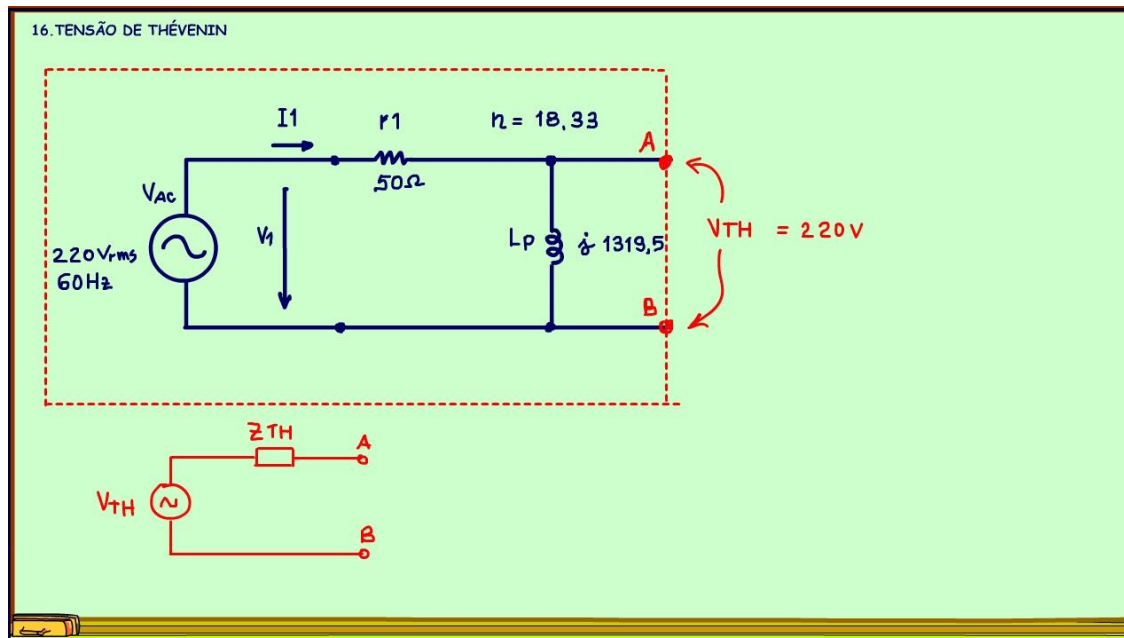 16.TENSÃO DE THÉVENIN
I1
r1
n = 18,33
A
50Ω
VAC
V1
220Vrms
60Hz
Lp
j 1319,5
VTH = 220V
B
ZTH
A
VTH
B